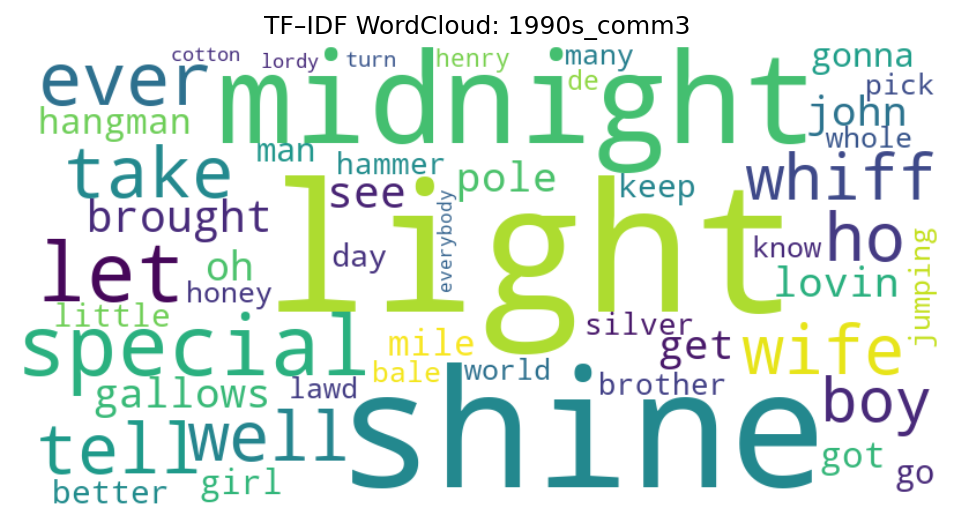 TF–IDF WordCloud: 1990s_comm3
cotton
lordy
turn
henry
many
gonna
ever
midnight
de
pick
hangman
john
whole
man
take
hammer
pole
keep
whiff
see
brought
light
everybody
ho
know
let
oh
day
lovin
jumping
honey
little
special
silver
mile
get
wife
bale
world
brother
gallows
lawd
shine
boy
tell
well
got
go
better
girl